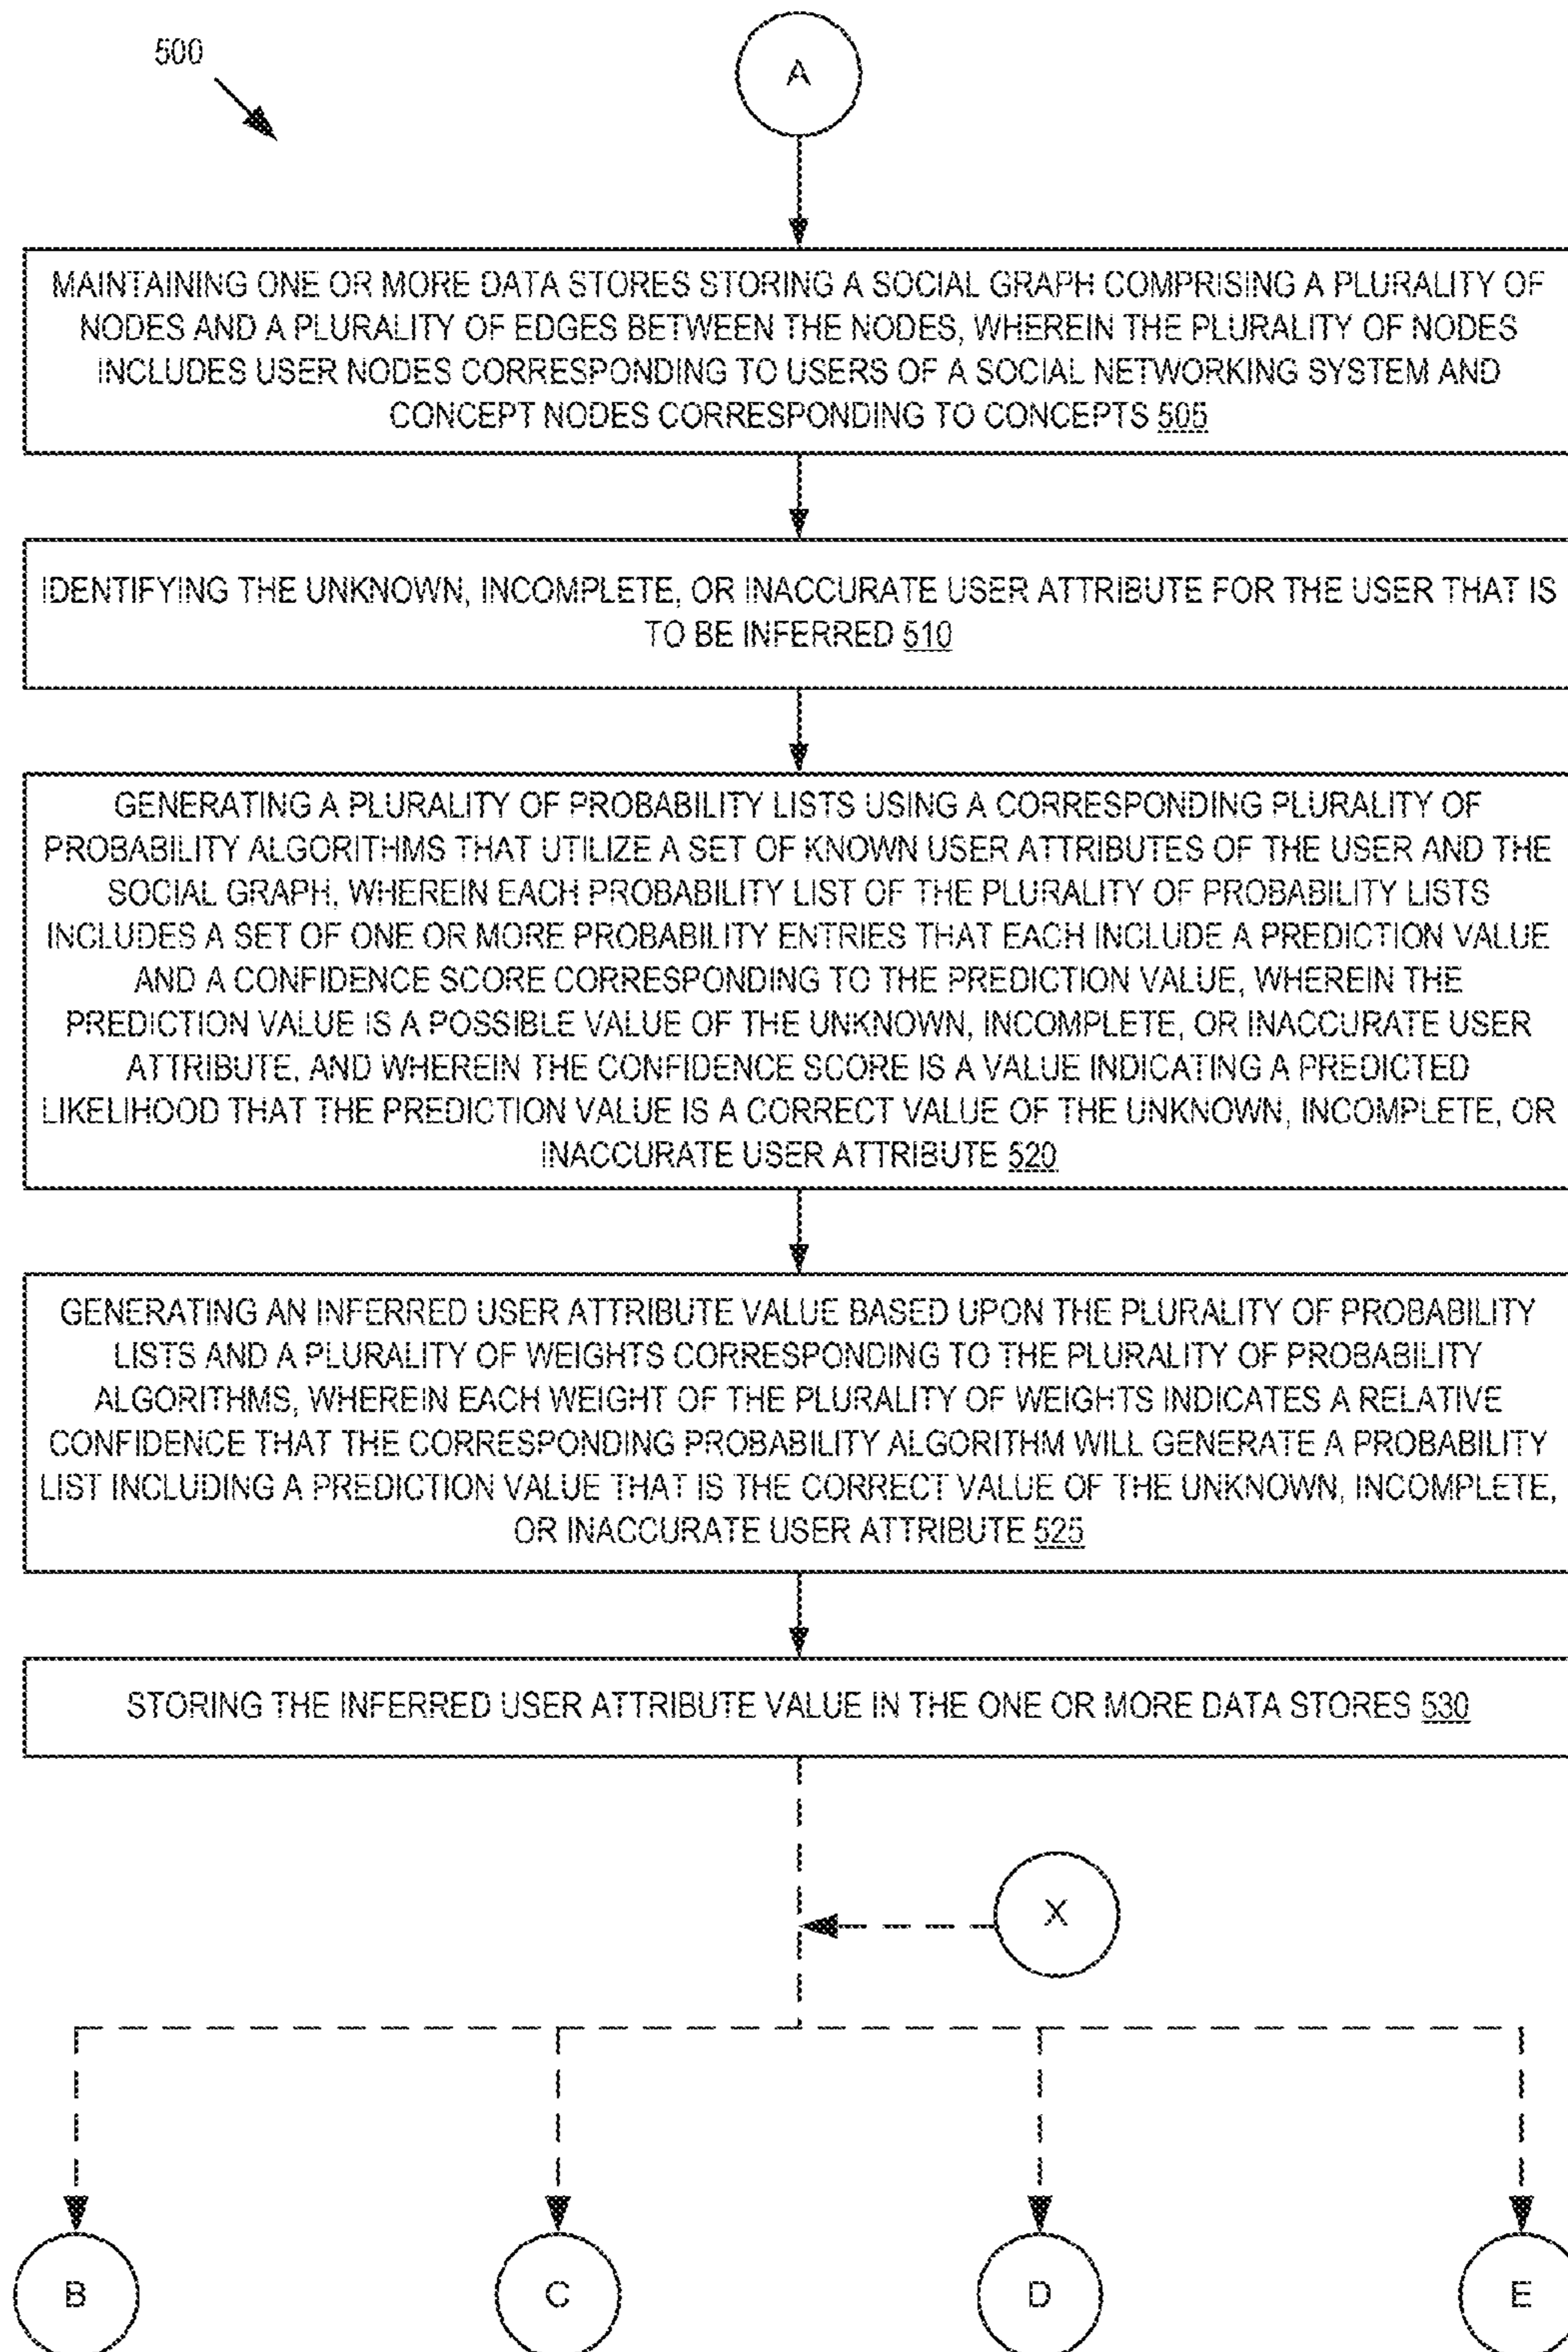 500
A
MAINTAINING ONE OR MORE DATA STORES STORING A SOCIAL GRAPH COMPRISING A PLURALITY OF
NODES AND A PLURALITY OF EDGES BETWEEN THE NODES, WHEREIN THE PLURALITY OF NODES
INCLUDES USER NODES CORRESPONDING TO USERS OF A SOCIAL NETWORKING SYSTEM AND
CONCEPT NODES CORRESPONDING TO CONCEPTS 505
IDENTIFYING THE UNKNOWN, INCOMPLETE, OR INACCURATE USER ATTRIBUTE FOR THE USER THAT IS
TO BE INFERRED 510
GENERATING A PLURALITY OF PROBABILITY LISTS USING A CORRESPONDING PLURALITY OF
PROBABILITY ALGORITHMS THAT UTILIZE A SET OF KNOWN USER ATTRIBUTES OF THE USER AND THE
SOCIAL GRAPH, WHEREIN EACH PROBABILITY LIST OF THE PLURALITY OF PROBABILITY LISTS
INCLUDES A SET OF ONE OR MORE PROBABILITY ENTRIES THAT EACH INCLUDE A PREDICTION VALUE
AND A CONFIDENCE SCORE CORRESPONDING TO THE PREDICTION VALUE, WHEREIN THE
PREDICTION VALUE IS A POSSIBLE VALUE OF THE UNKNOWN, INCOMPLETE, OR INACCURATE USER
ATTRIBUTE, AND WHEREIN THE CONFIDENCE SCORE IS A VALUE INDICATING A PREDICTED
LIKELIHOOD THAT THE PREDICTION VALUE IS A CORRECT VALUE OF THE UNKNOWN, INCOMPLETE, OR
INACCURATE USER ATTRIBUTE 520
GENERATING AN INFERRED USER ATTRIBUTE VALUE BASED UPON THE PLURALITY OF PROBABILITY
LISTS AND A PLURALITY OF WEIGHTS CORRESPONDING TO THE PLURALITY OF PROBABILITY
ALGORITHMS, WHEREIN EACH WEIGHT OF THE PLURALITY OF WEIGHTS INDICATES A RELATIVE
CONFIDENCE THAT THE CORRESPONDING PROBABILITY ALGORITHM WILL GENERATE A PROBABILITY
LIST INCLUDING A PREDICTION VALUE THAT IS THE CORRECT VALUE OF THE UNKNOWN, INCOMPLETE,
OR INACCURATE USER ATTRIBUTE 525
STORING THE INFERRED USER ATTRIBUTE VALUE IN THE ONE OR MORE DATA STORES 530
X
B
C
D
E